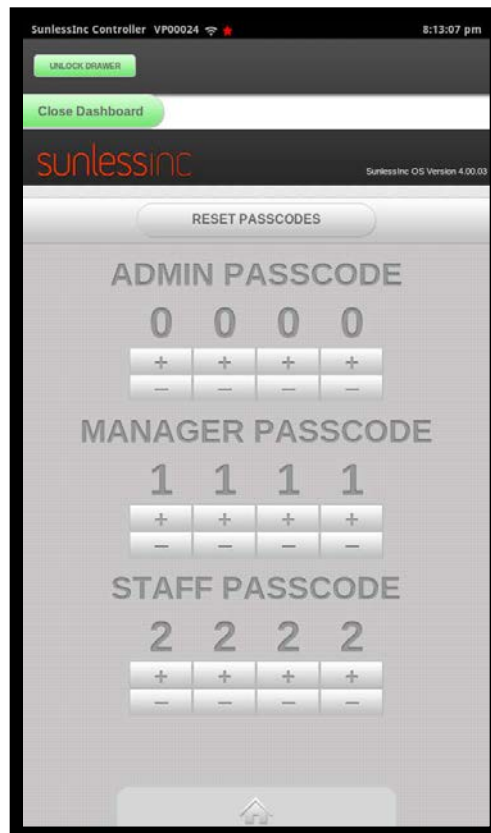 SunlessInc Controller VP00024 8:13:07 pm
UNLOCK DRAWER
Close Dashboard
sunlessinc
SunlessInc OS Version 4.00.03
RESET PASSCODES
ADMIN PASSCODE
0 0 0 0
+ + + +
− − − −
MANAGER PASSCODE
1 1 1 1
+ + + +
− − − −
STAFF PASSCODE
2 2 2 2
+ + + +
− − − −